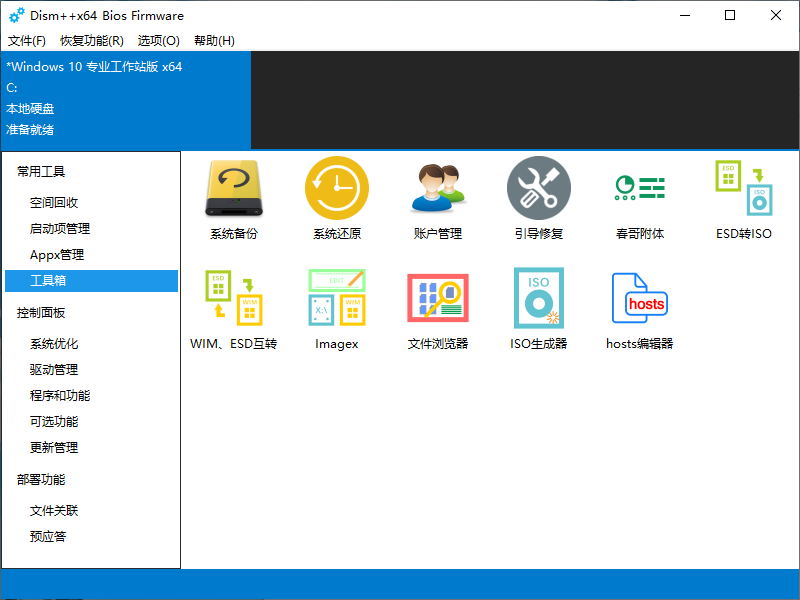 Dism++x64 Bios Firmware
文件(F) 恢复功能(R) 选项(O) 帮助(H)
*Windows 10 专业工作站版 x64
C:
本地硬盘
准备就绪
常用工具
空间回收
启动项管理
Appx管理
工具箱
控制面板
系统优化
驱动管理
程序和功能
可选功能
更新管理
部署功能
文件关联
预应答
ESD
ISO
系统备份 系统还原 账户管理 引导修复 春哥附体 ESD转ISO
ESD
WIM
EDIT
X:\
WIM
ISO
hosts
WIM、ESD互转 Imagex 文件浏览器 ISO生成器 hosts编辑器